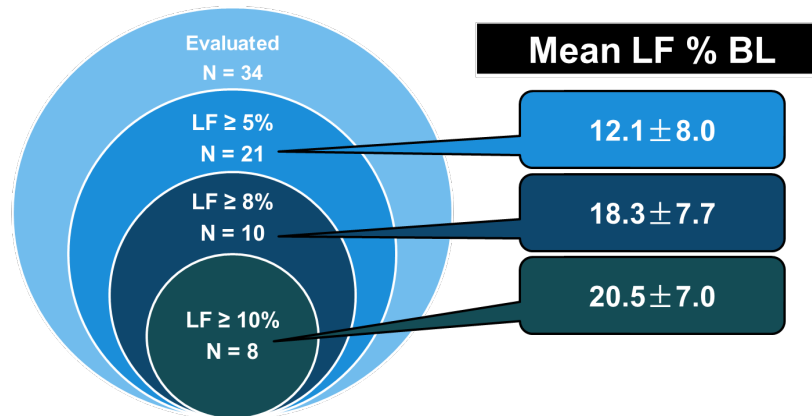 Evaluated
N = 34
LF ≥ 5%
N = 21
LF ≥ 8%
N = 10
LF ≥ 10%
N = 8
Mean LF % BL
12.1±8.0
18.3±7.7
20.5±7.0